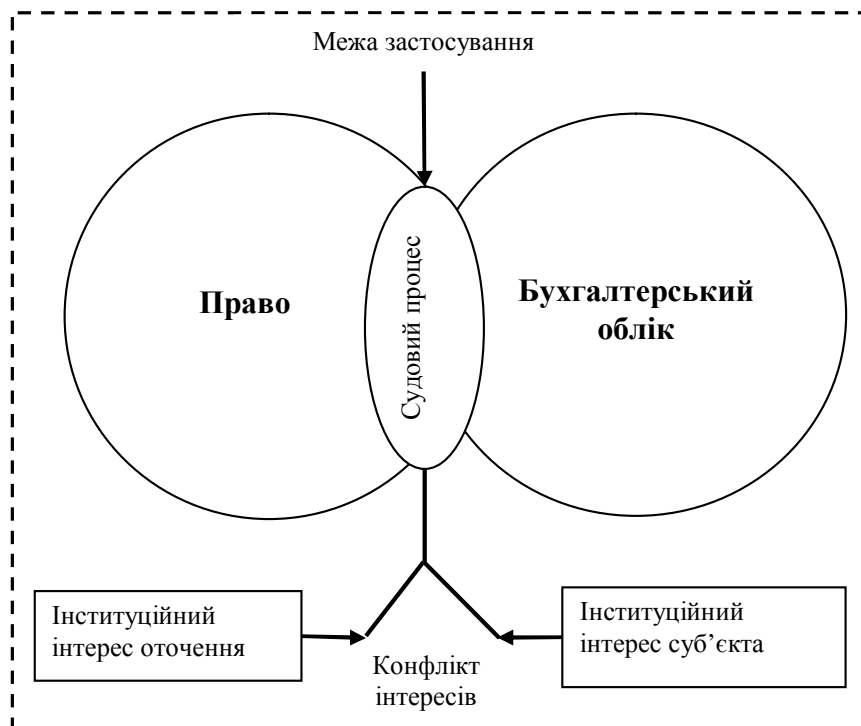 Межа застосування
Право
Судовий процес
Бухгалтерський
облік
Інституційний
інтерес оточення
Інституційний
інтерес суб’єкта
Конфлікт
інтересів